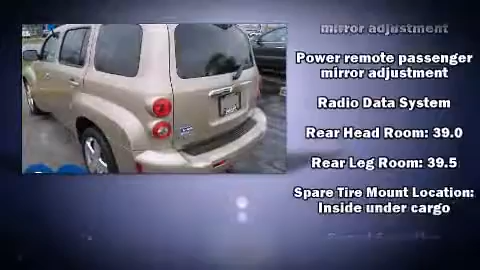 mirror adjustment
Power remote passenger
mirror adjustment
Radio Data System
Rear Head Room: 39.0
Rear Leg Room: 39.5
Spare Tire Mount Location:
Inside under cargo